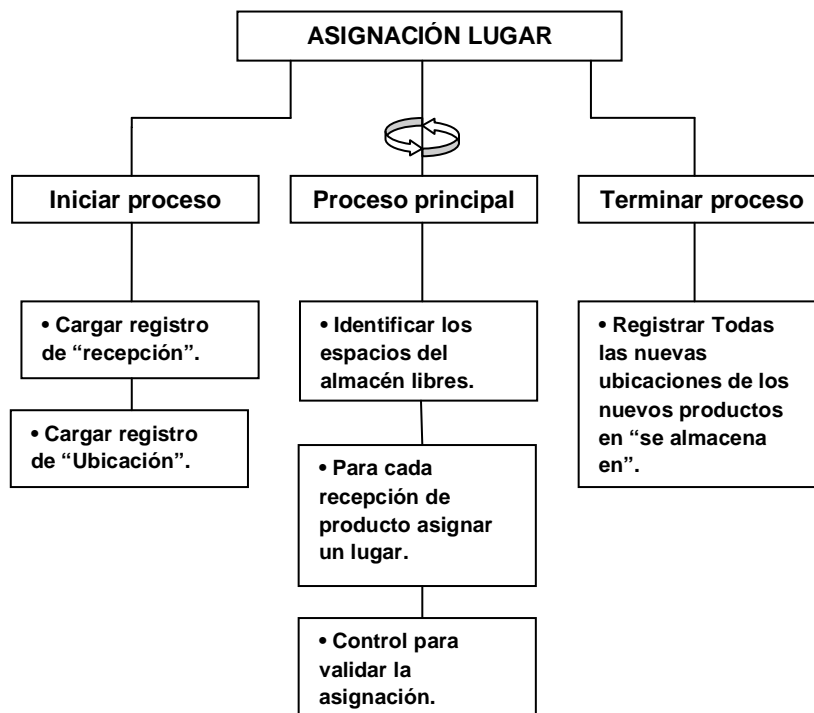 ASIGNACIÓN LUGAR
Iniciar proceso
Proceso principal
Terminar proceso
• Cargar registro
de “recepción”.
• Cargar registro
de “Ubicación”.
• Identificar los
espacios del
almacén libres.
• Para cada
recepción de
producto asignar
un lugar.
• Control para
validar la
asignación.
• Registrar Todas
las nuevas
ubicaciones de los
nuevos productos
en “se almacena
en”.